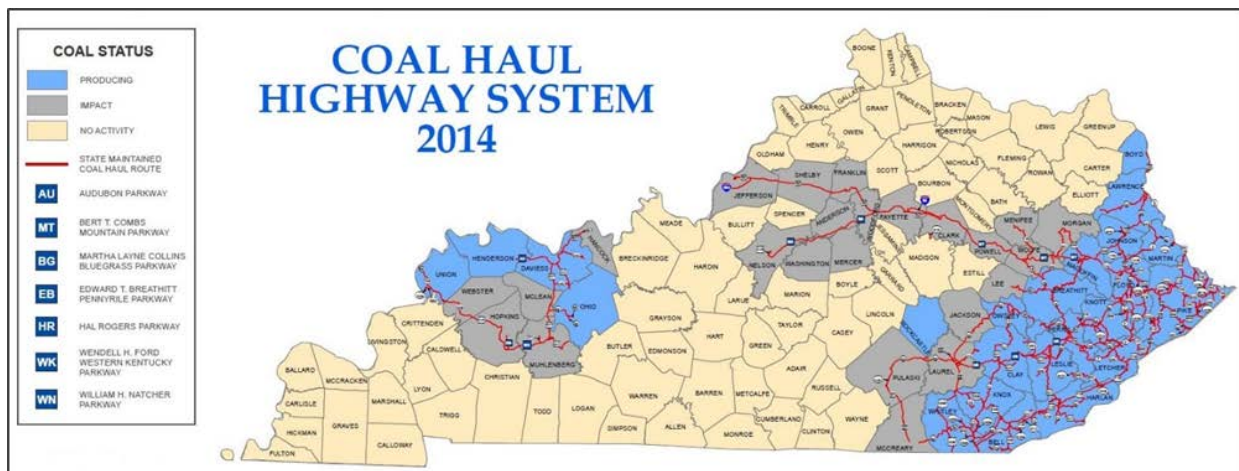 COAL STATUS
PRODUCING
IMPACT
NO ACTIVITY
STATE MAINTAINED
COAL HAUL ROUTE
AU AUDUBON PARKWAY
MT BERT T. COMBS
MOUNTAIN PARKWAY
BG MARTHA LAYNE COLLINS
BLUEGRASS PARKWAY
EB EDWARD T. BREATHITT
PENNYRILE PARKWAY
HR HAL ROGERS PARKWAY
WK WENDELL H. FORD
WESTERN KENTUCKY
PARKWAY
WN WILLIAM H. NATCHER
PARKWAY
COAL HAUL
HIGHWAY SYSTEM
2014
BOONE
KENTON
CAMPBELL
GALLATIN
PENDLETON
GRANT
BRACKEN
CARROLL
TRIMBLE
MASON
ROBERTSON
LEWIS
GREENUP
OWEN
HENRY
HARRISON
FLEMING
CARTER
BOYD
OLDHAM
NICHOLAS
ROWAN
SHELBY
FRANKLIN
SCOTT
BOURBON
ELLIOTT
LAWRENCE
JEFFERSON
BATH
MONTGOMERY
SPENCER
ANDERSON
FAYETTE
CLARK
MENIFEE
MORGAN
BULLITT
MEADE
JOHNSON
MARTIN
POWELL
WOLFE
MAGOFFIN
HANCOCK
BRECKINRIDGE
NELSON
WASHINGTON
MERCER
GARRARD
MADISON
ESTILL
LEE
BREATHITT
FLOYD
HENDERSON
DAVIESS
UNION
HARDIN
LARUE
MARION
BOYLE
LINCOLN
KNOTT
PIKE
WEBSTER
MCLEAN
OHIO
GRAYSON
TAYLOR
CASEY
ROCKCASTLE
JACKSON
OWSLEY
HOPKINS
CRITTENDEN
MUHLENBERG
BUTLER
EDMONSON
HART
GREEN
ADAIR
PULASKI
LAUREL
CLAY
LESLIE
LETCHER
LIVINGSTON
CALDWELL
CHRISTIAN
WARREN
BARREN
METCALFE
RUSSELL
KNOX
HARLAN
BALLARD
MCCRACKEN
LYON
MARSHALL
TRIGG
TODD
LOGAN
SIMPSON
ALLEN
MONROE
CUMBERLAND
CLINTON
WAYNE
MCCREARY
WHITLEY
BELL
CARLISLE
GRAVES
HICKMAN
CALLOWAY
FULTON